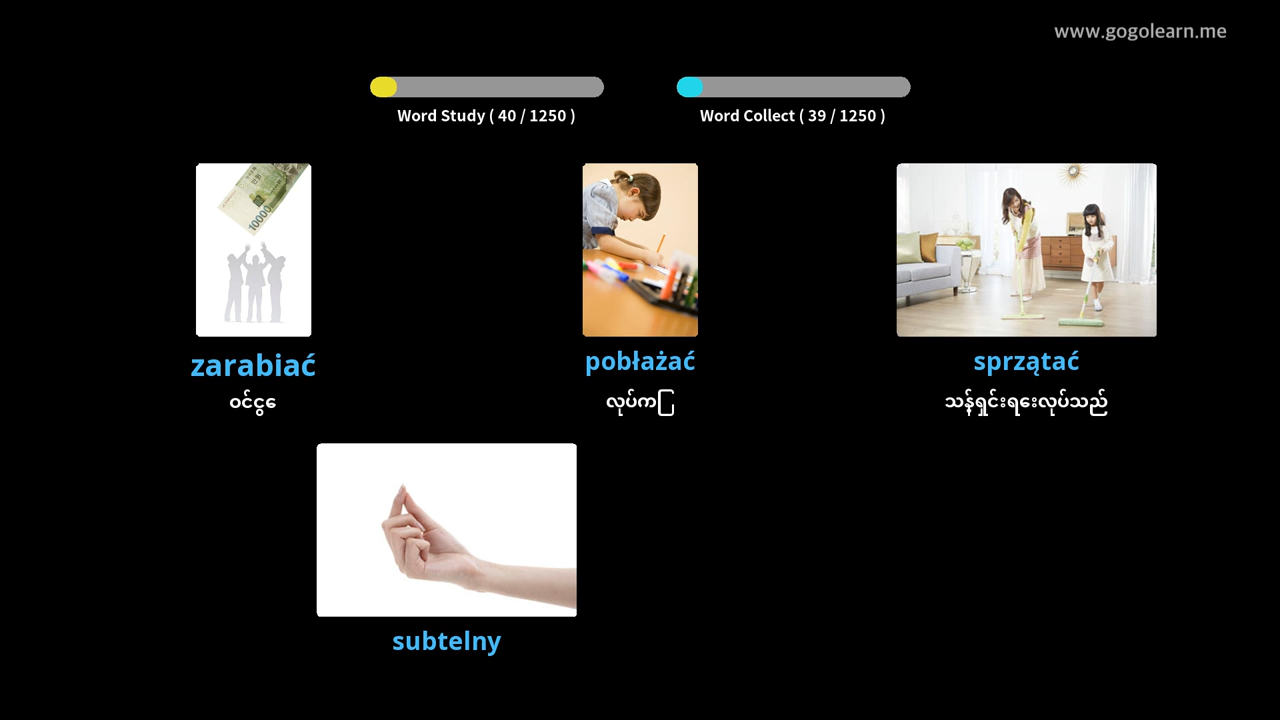 www.gogolearn.me
Word Study ( 40 / 1250 )
Word Collect ( 39 / 1250 )
zarabiać
ဝင်ငွေ
pobłażać
လုပ်ကြ
sprzątać
သန့်ရှင်းရေးလုပ်သည်
subtelny
10000